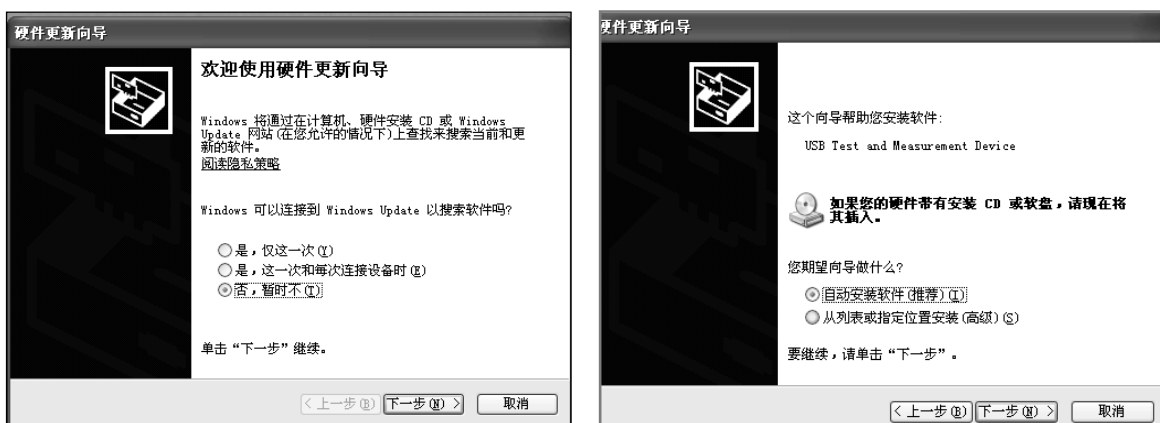 硬件更新向导
欢迎使用硬件更新向导
Windows 将通过在计算机、硬件安装 CD 或 Windows
Update 网站(在您允许的情况下)上查找来搜索当前和更
新的软件。
阅读隐私策略
Windows 可以连接到 Windows Update 以搜索软件吗?
是，仅这一次(Y)
是，这一次和每次连接设备时(E)
否，暂时不(T)
单击“下一步”继续。
< 上一步(B) 下一步(N) > 取消
更件更新向导
这个向导帮助您安装软件:
USB Test and Measurement Device
如果您的硬件带有安装 CD 或软盘，请现在将
其插入。
您期望向导做什么?
自动安装软件(推荐)(I)
从列表或指定位置安装(高级)(S)
要继续，请单击“下一步”。
< 上一步(B) 下一步(N) > 取消